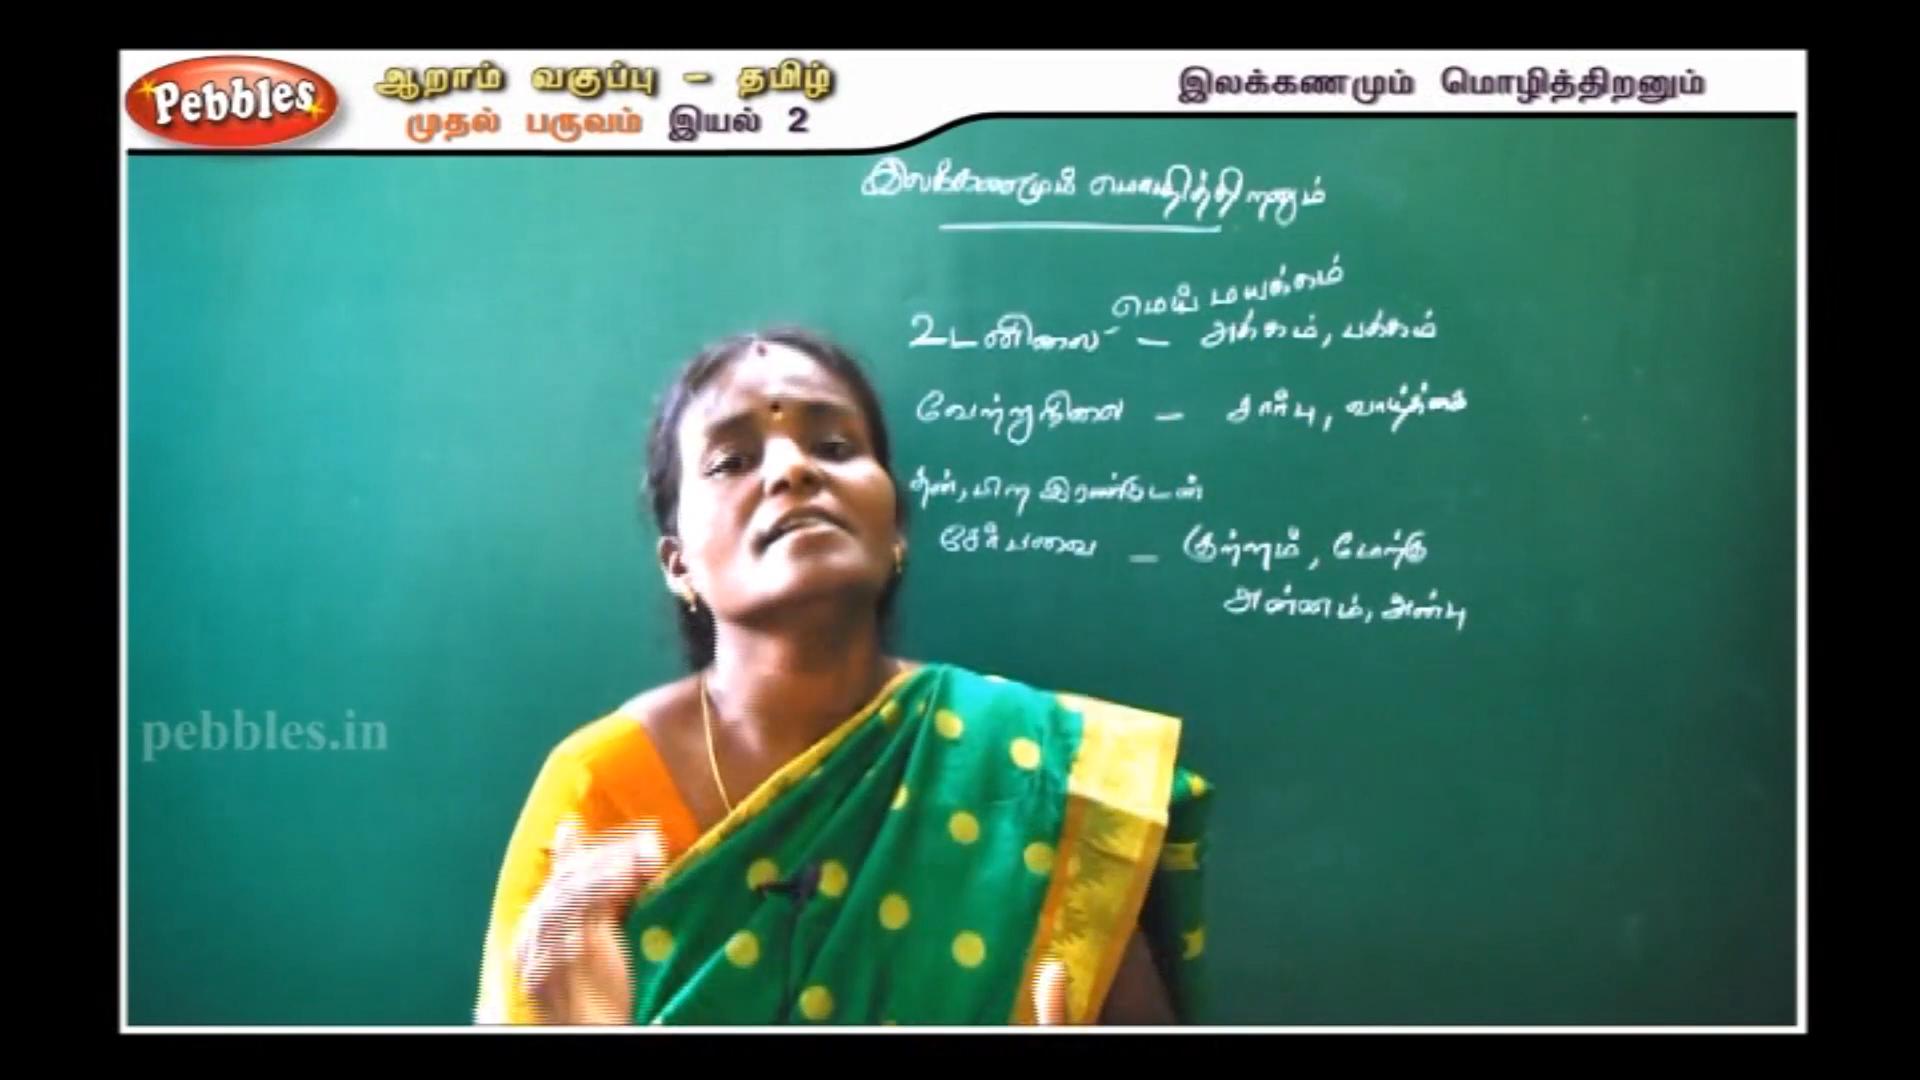 Pebbles
ஆறாம் வகுப்பு – தமிழ்
முதல் பருவம் இயல் 2
இலக்கணமும் மொழித்திறனும்
இலக்கணமும் மொழித்திறனும்
மெய் மயக்கம்
உடனிலை – அக்கம், பக்கம்
வேற்றுநிலை – சார்பு, வாழ்க்கை
தன், பிற இரண்டுடன்
சேர்பவை – குற்றம், போற்கு
அன்னம், அன்பு
pebbles.in